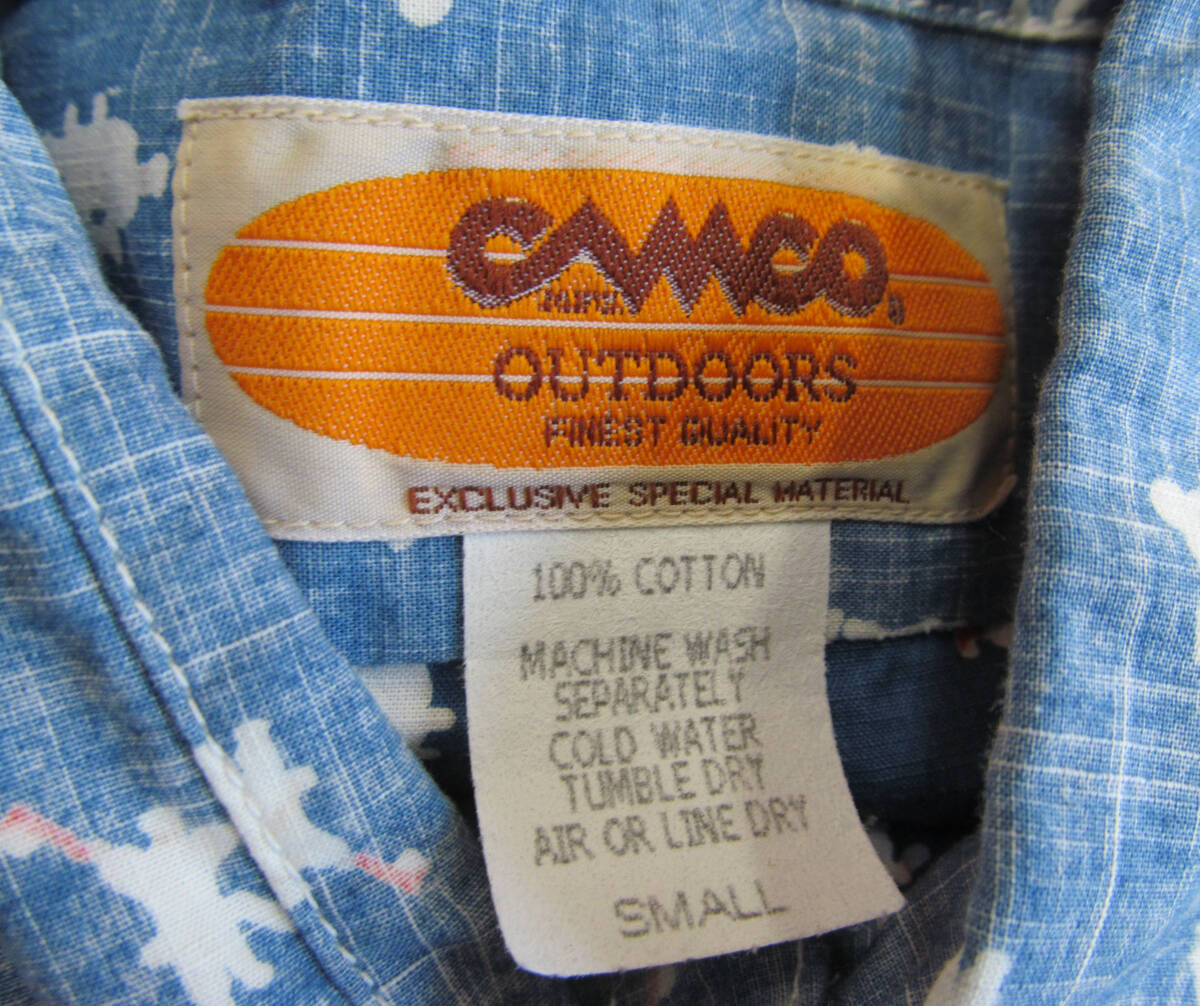 CAMCO
MFG. ®
OUTDOORS
FINEST QUALITY
EXCLUSIVE SPECIAL MATERIAL
100% COTTON
MACHINE WASH
SEPARATELY
COLD WATER
TUMBLE DRY
AIR OR LINE DRY
SMALL